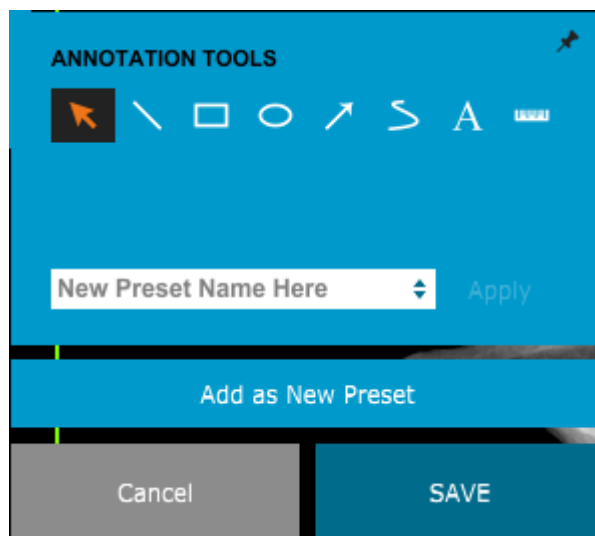 ANNOTATION TOOLS
A
New Preset Name Here
Apply
Add as New Preset
Cancel
SAVE